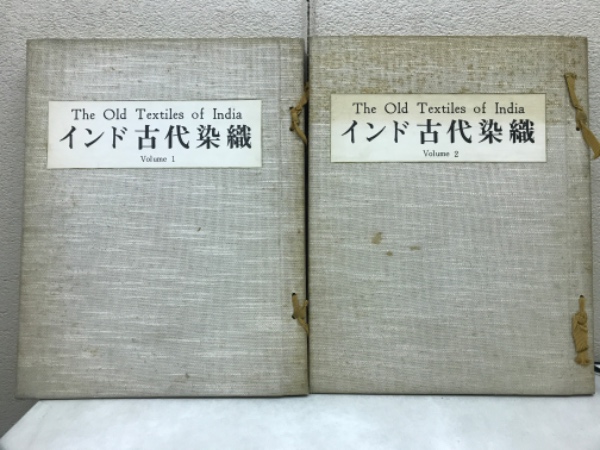 The Old Textiles of India
インド古代染織
Volume 1
The Old Textiles of India
インド古代染織
Volume 2